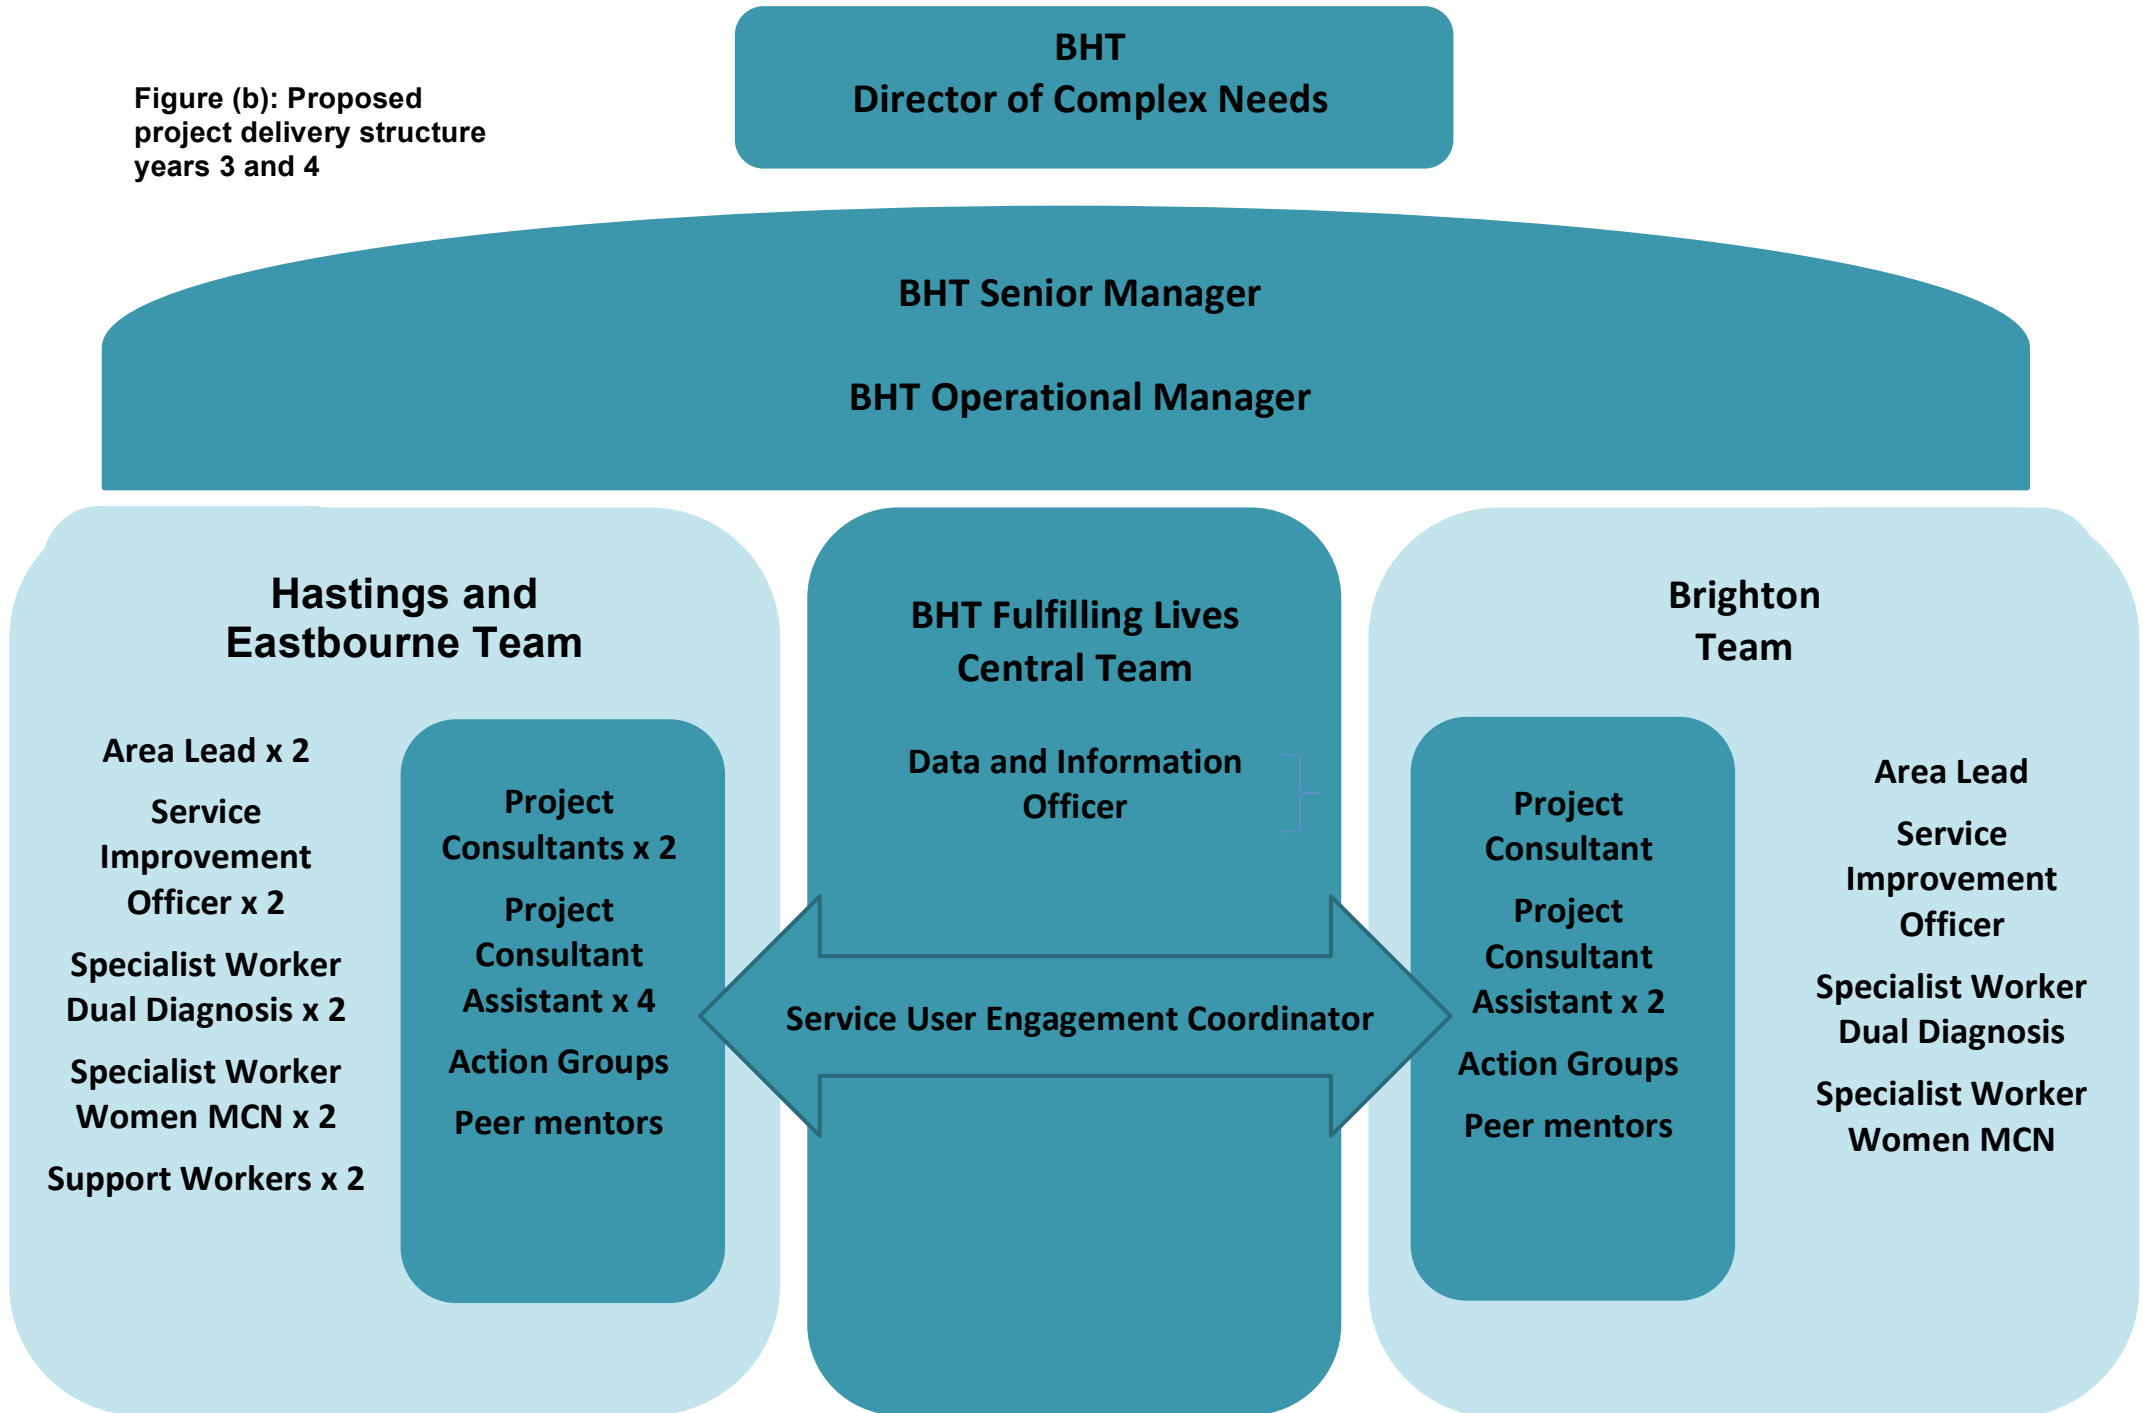 Figure (b): Proposed
project delivery structure
years 3 and 4
BHT
Director of Complex Needs
BHT Senior Manager
BHT Operational Manager
Hastings and
Eastbourne Team
Area Lead x 2
Service
Improvement
Officer x 2
Specialist Worker
Dual Diagnosis x 2
Specialist Worker
Women MCN x 2
Support Workers x 2
Project
Consultants x 2
Project
Consultant
Assistant x 4
Action Groups
Peer mentors
BHT Fulfilling Lives
Central Team
Data and Information
Officer
Service User Engagement Coordinator
Brighton
Team
Project
Consultant
Project
Consultant
Assistant x 2
Action Groups
Peer mentors
Area Lead
Service
Improvement
Officer
Specialist Worker
Dual Diagnosis
Specialist Worker
Women MCN